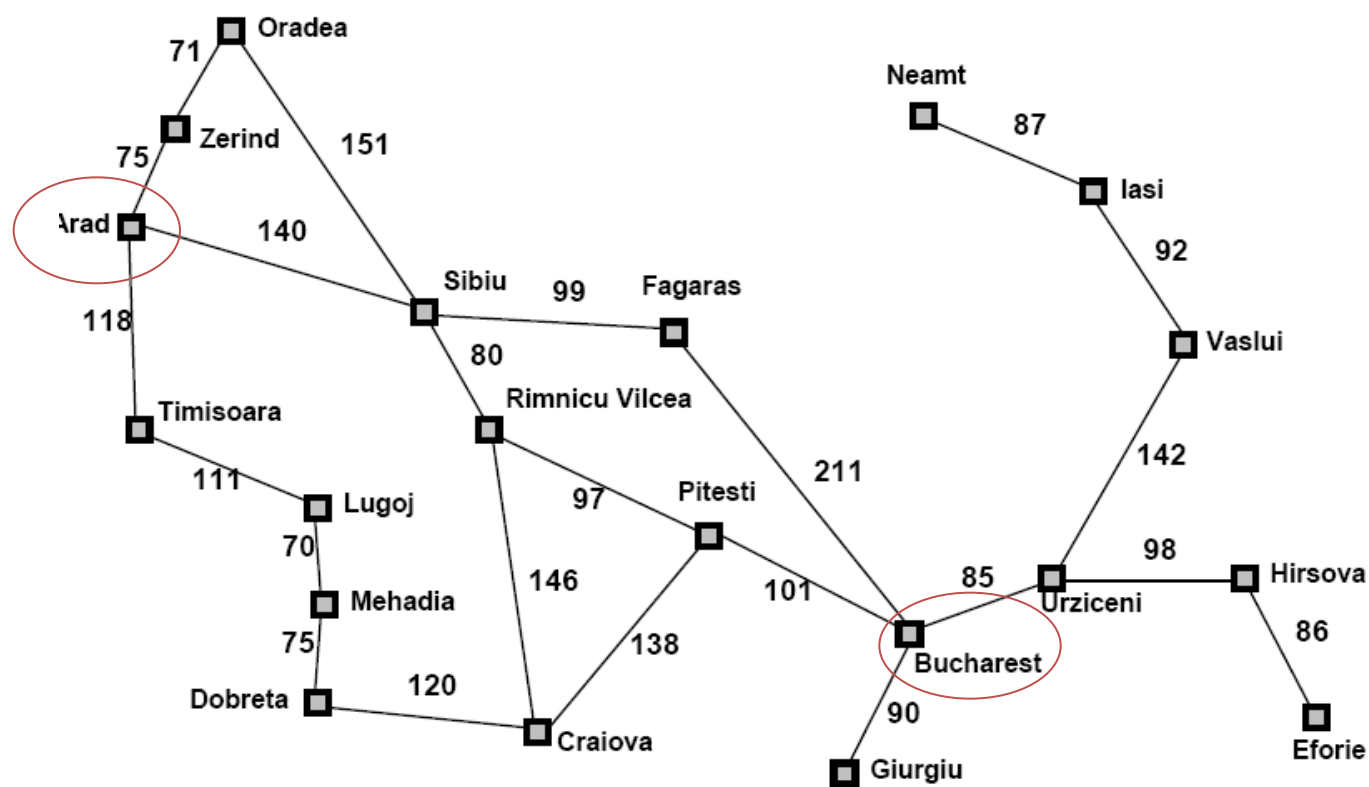 Oradea
71
Neamt
87
Zerind
151
75
Iasi
Arad
140
92
Sibiu
99
Fagaras
118
Vaslui
80
Timisoara
Rimnicu Vilcea
142
111
211
Lugoj
97
Pitesti
70
98
146
101
85
Hirsova
Mehadia
Urziceni
75
138
86
Bucharest
120
Dobreta
90
Craiova
Eforie
Giurgiu